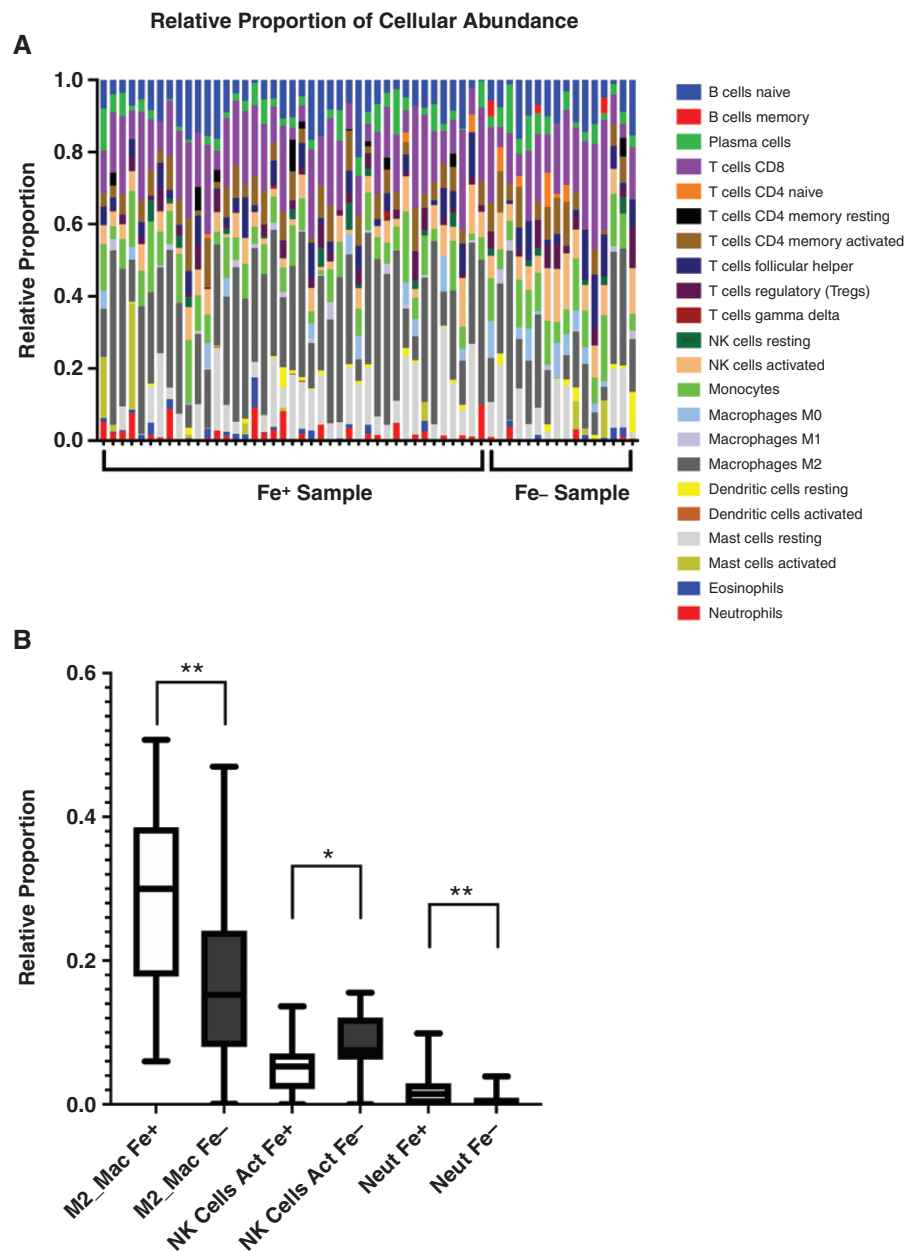 Relative Proportion of Cellular Abundance
A
Relative Proportion
1.0
0.8
0.6
0.4
0.2
0.0
Fe+ Sample
Fe– Sample
B cells naive
B cells memory
Plasma cells
T cells CD8
T cells CD4 naive
T cells CD4 memory resting
T cells CD4 memory activated
T cells follicular helper
T cells regulatory (Tregs)
T cells gamma delta
NK cells resting
NK cells activated
Monocytes
Macrophages M0
Macrophages M1
Macrophages M2
Dendritic cells resting
Dendritic cells activated
Mast cells resting
Mast cells activated
Eosinophils
Neutrophils
B
Relative Proportion
0.6
0.4
0.2
0.0
**
*
**
M2_Mac Fe+
M2_Mac Fe–
NK Cells Act Fe+
NK Cells Act Fe–
Neut Fe+
Neut Fe–